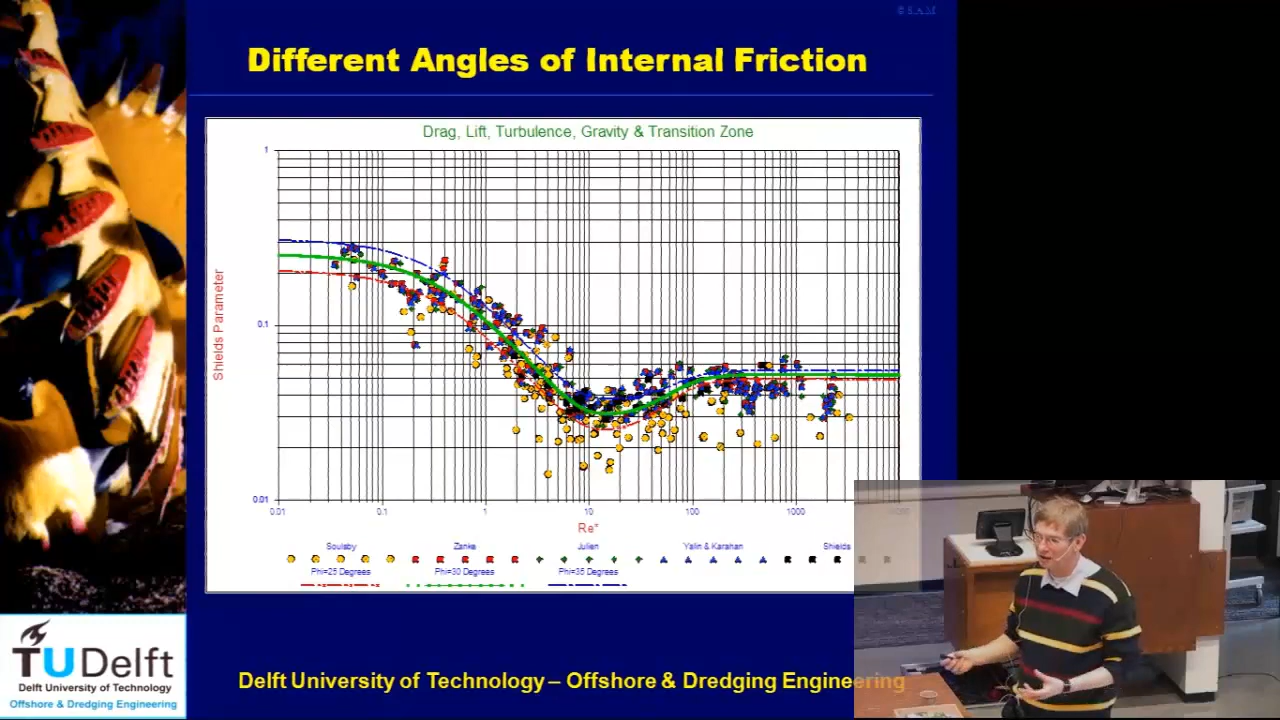 © S.A.M
Different Angles of Internal Friction
Drag, Lift, Turbulence, Gravity & Transition Zone
1
0.1
0.01
Shields Parameter
0.01 0.1 1 10 100 1000
Re*
Soulsby Zanke Julien Yalin & Karahan Shields
Phi=25 Degrees Phi=30 Degrees Phi=35 Degrees
TU Delft
Delft University of Technology
Offshore & Dredging Engineering
Delft University of Technology – Offshore & Dredging Engineering